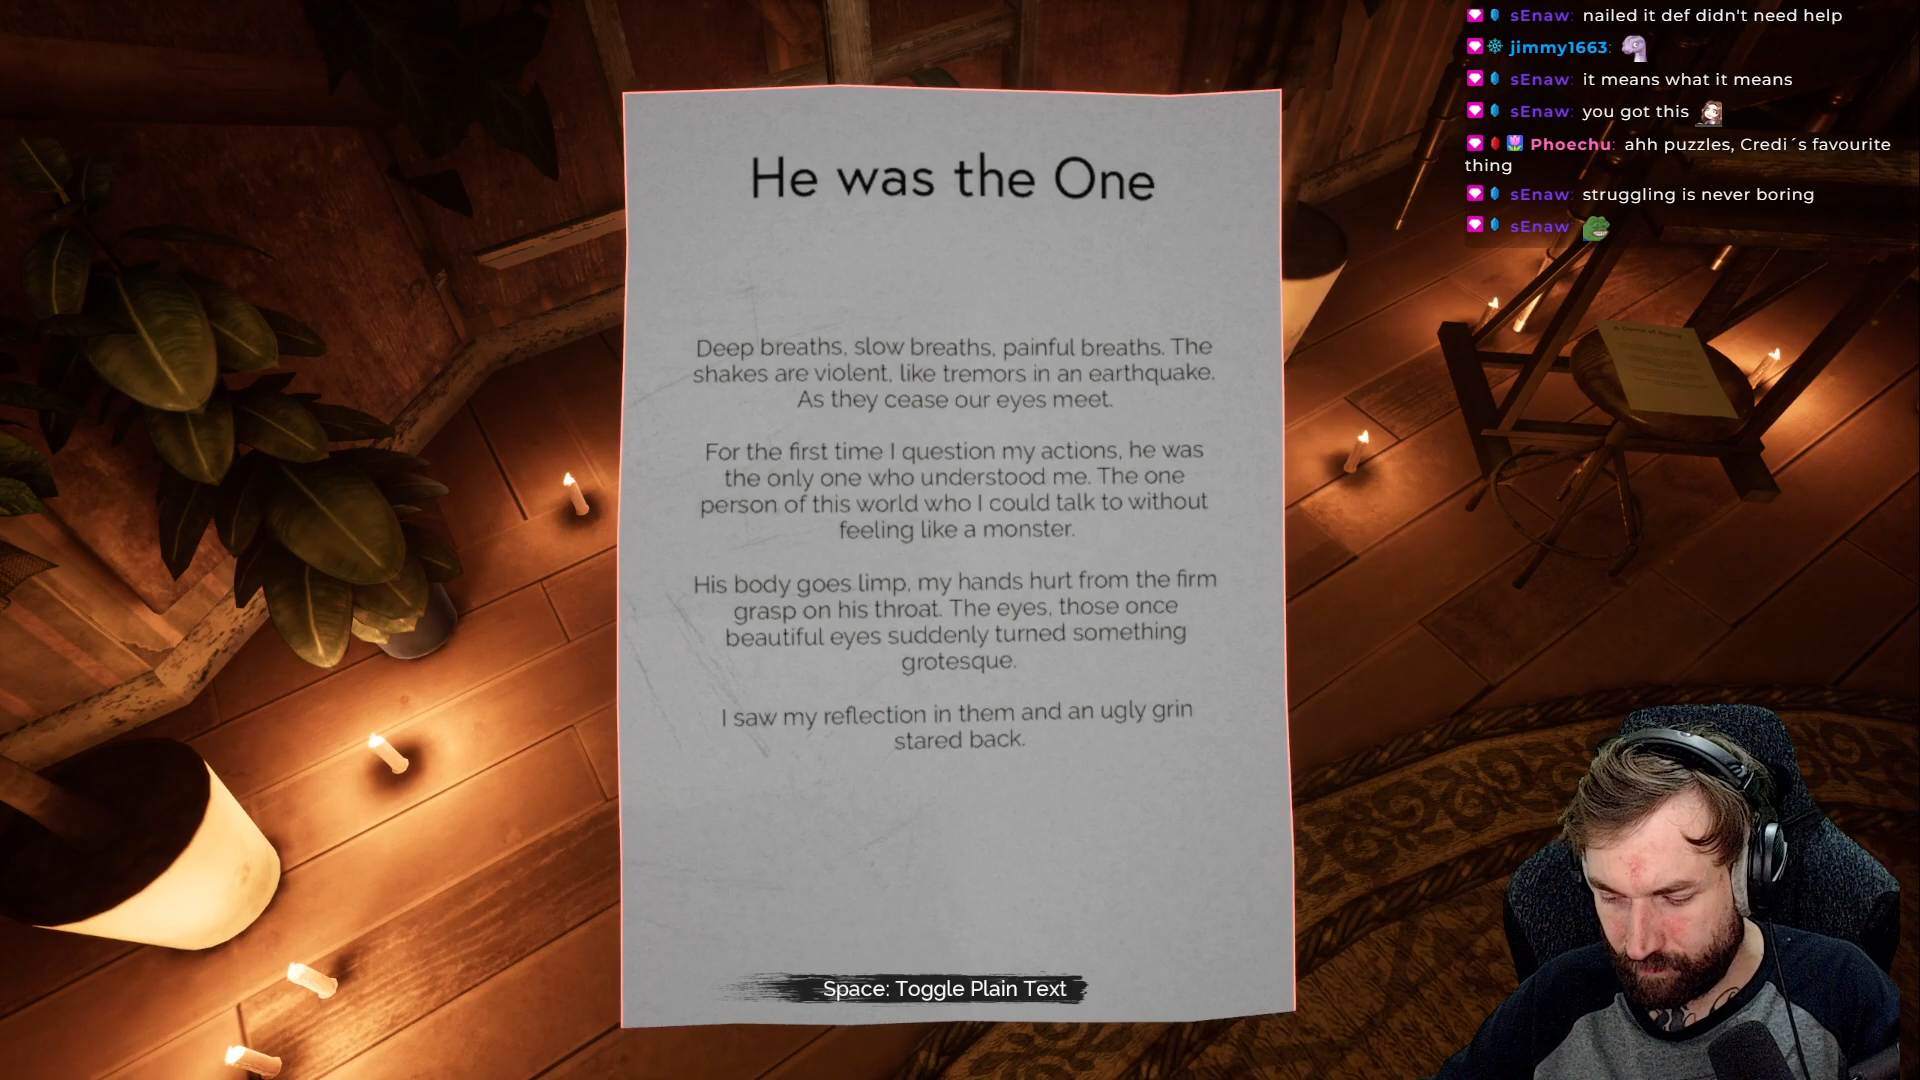 sEnaw: nailed it def didn't need help
jimmy1663:
sEnaw: it means what it means
sEnaw: you got this
Phoechu: ahh puzzles, Credi´s favourite
thing
sEnaw: struggling is never boring
sEnaw
He was the One
Deep breaths, slow breaths, painful breaths. The
shakes are violent, like tremors in an earthquake.
As they cease our eyes meet.
For the first time I question my actions, he was
the only one who understood me. The one
person of this world who I could talk to without
feeling like a monster.
His body goes limp, my hands hurt from the firm
grasp on his throat. The eyes, those once
beautiful eyes suddenly turned something
grotesque.
I saw my reflection in them and an ugly grin
stared back.
Space: Toggle Plain Text